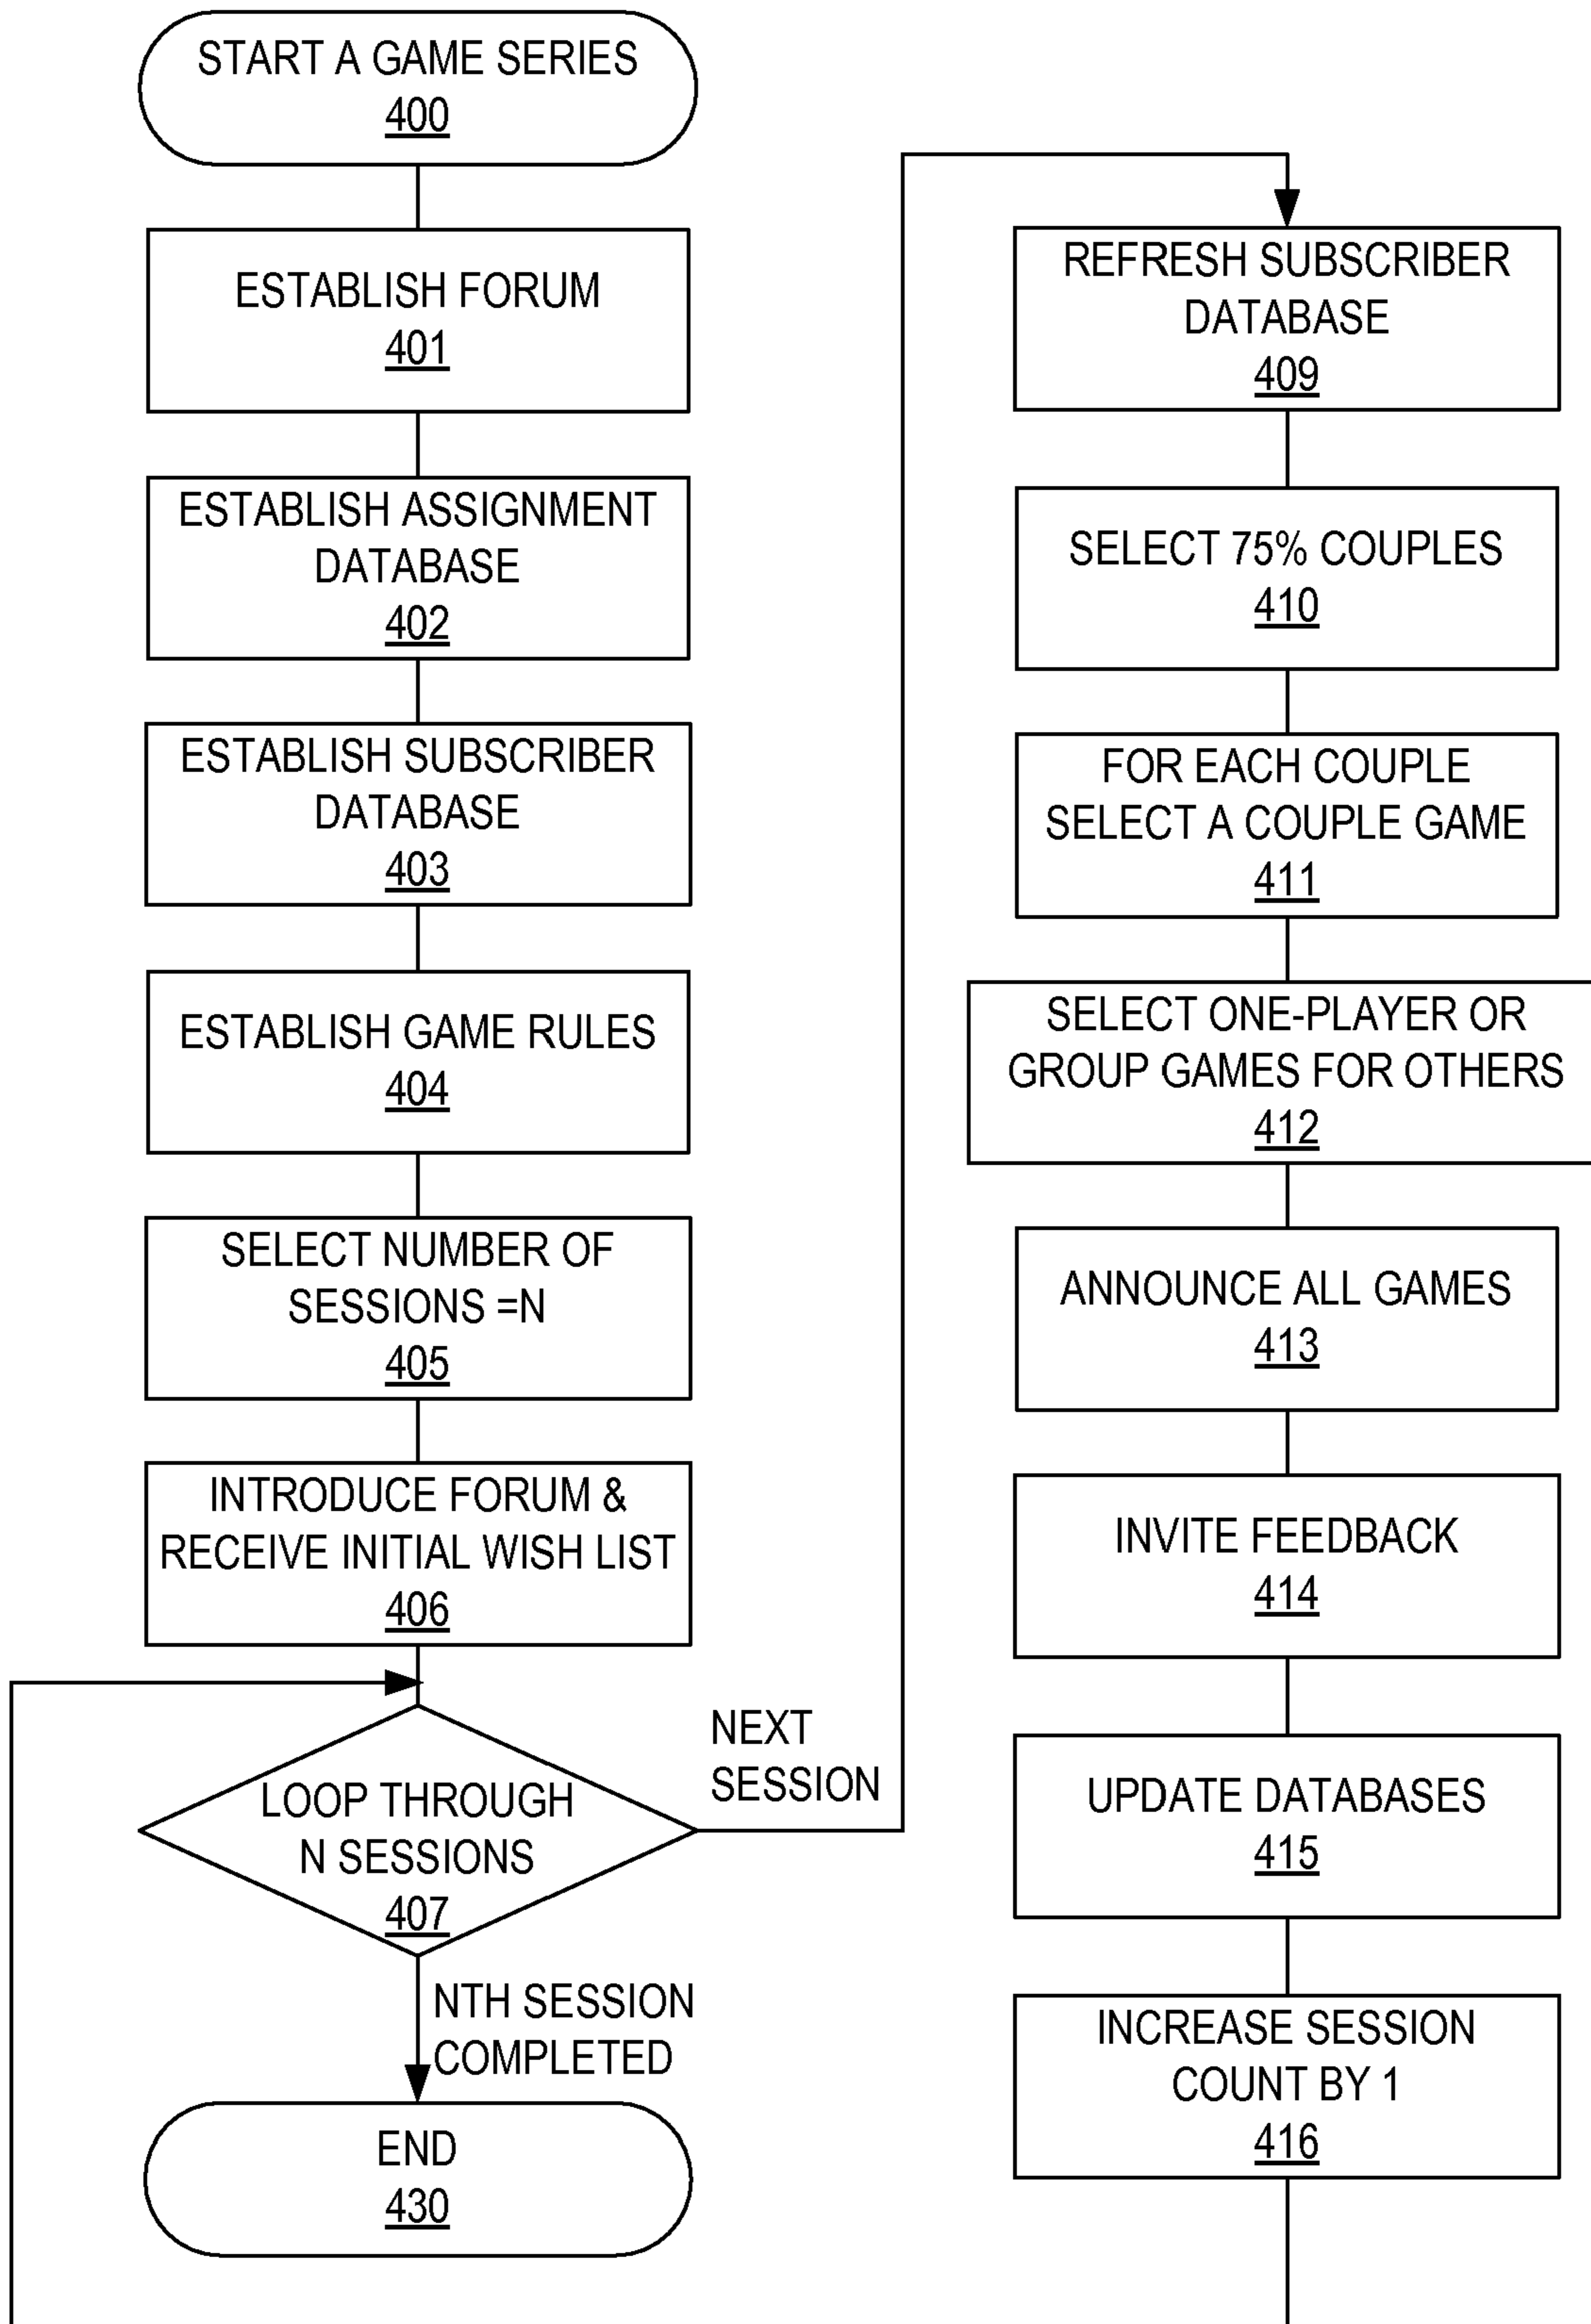 START A GAME SERIES
400
ESTABLISH FORUM
401
ESTABLISH ASSIGNMENT
DATABASE
402
ESTABLISH SUBSCRIBER
DATABASE
403
ESTABLISH GAME RULES
404
SELECT NUMBER OF
SESSIONS =N
405
INTRODUCE FORUM &
RECEIVE INITIAL WISH LIST
406
LOOP THROUGH
N SESSIONS
407
NEXT
SESSION
NTH SESSION
COMPLETED
END
430
REFRESH SUBSCRIBER
DATABASE
409
SELECT 75% COUPLES
410
FOR EACH COUPLE
SELECT A COUPLE GAME
411
SELECT ONE-PLAYER OR
GROUP GAMES FOR OTHERS
412
ANNOUNCE ALL GAMES
413
INVITE FEEDBACK
414
UPDATE DATABASES
415
INCREASE SESSION
COUNT BY 1
416